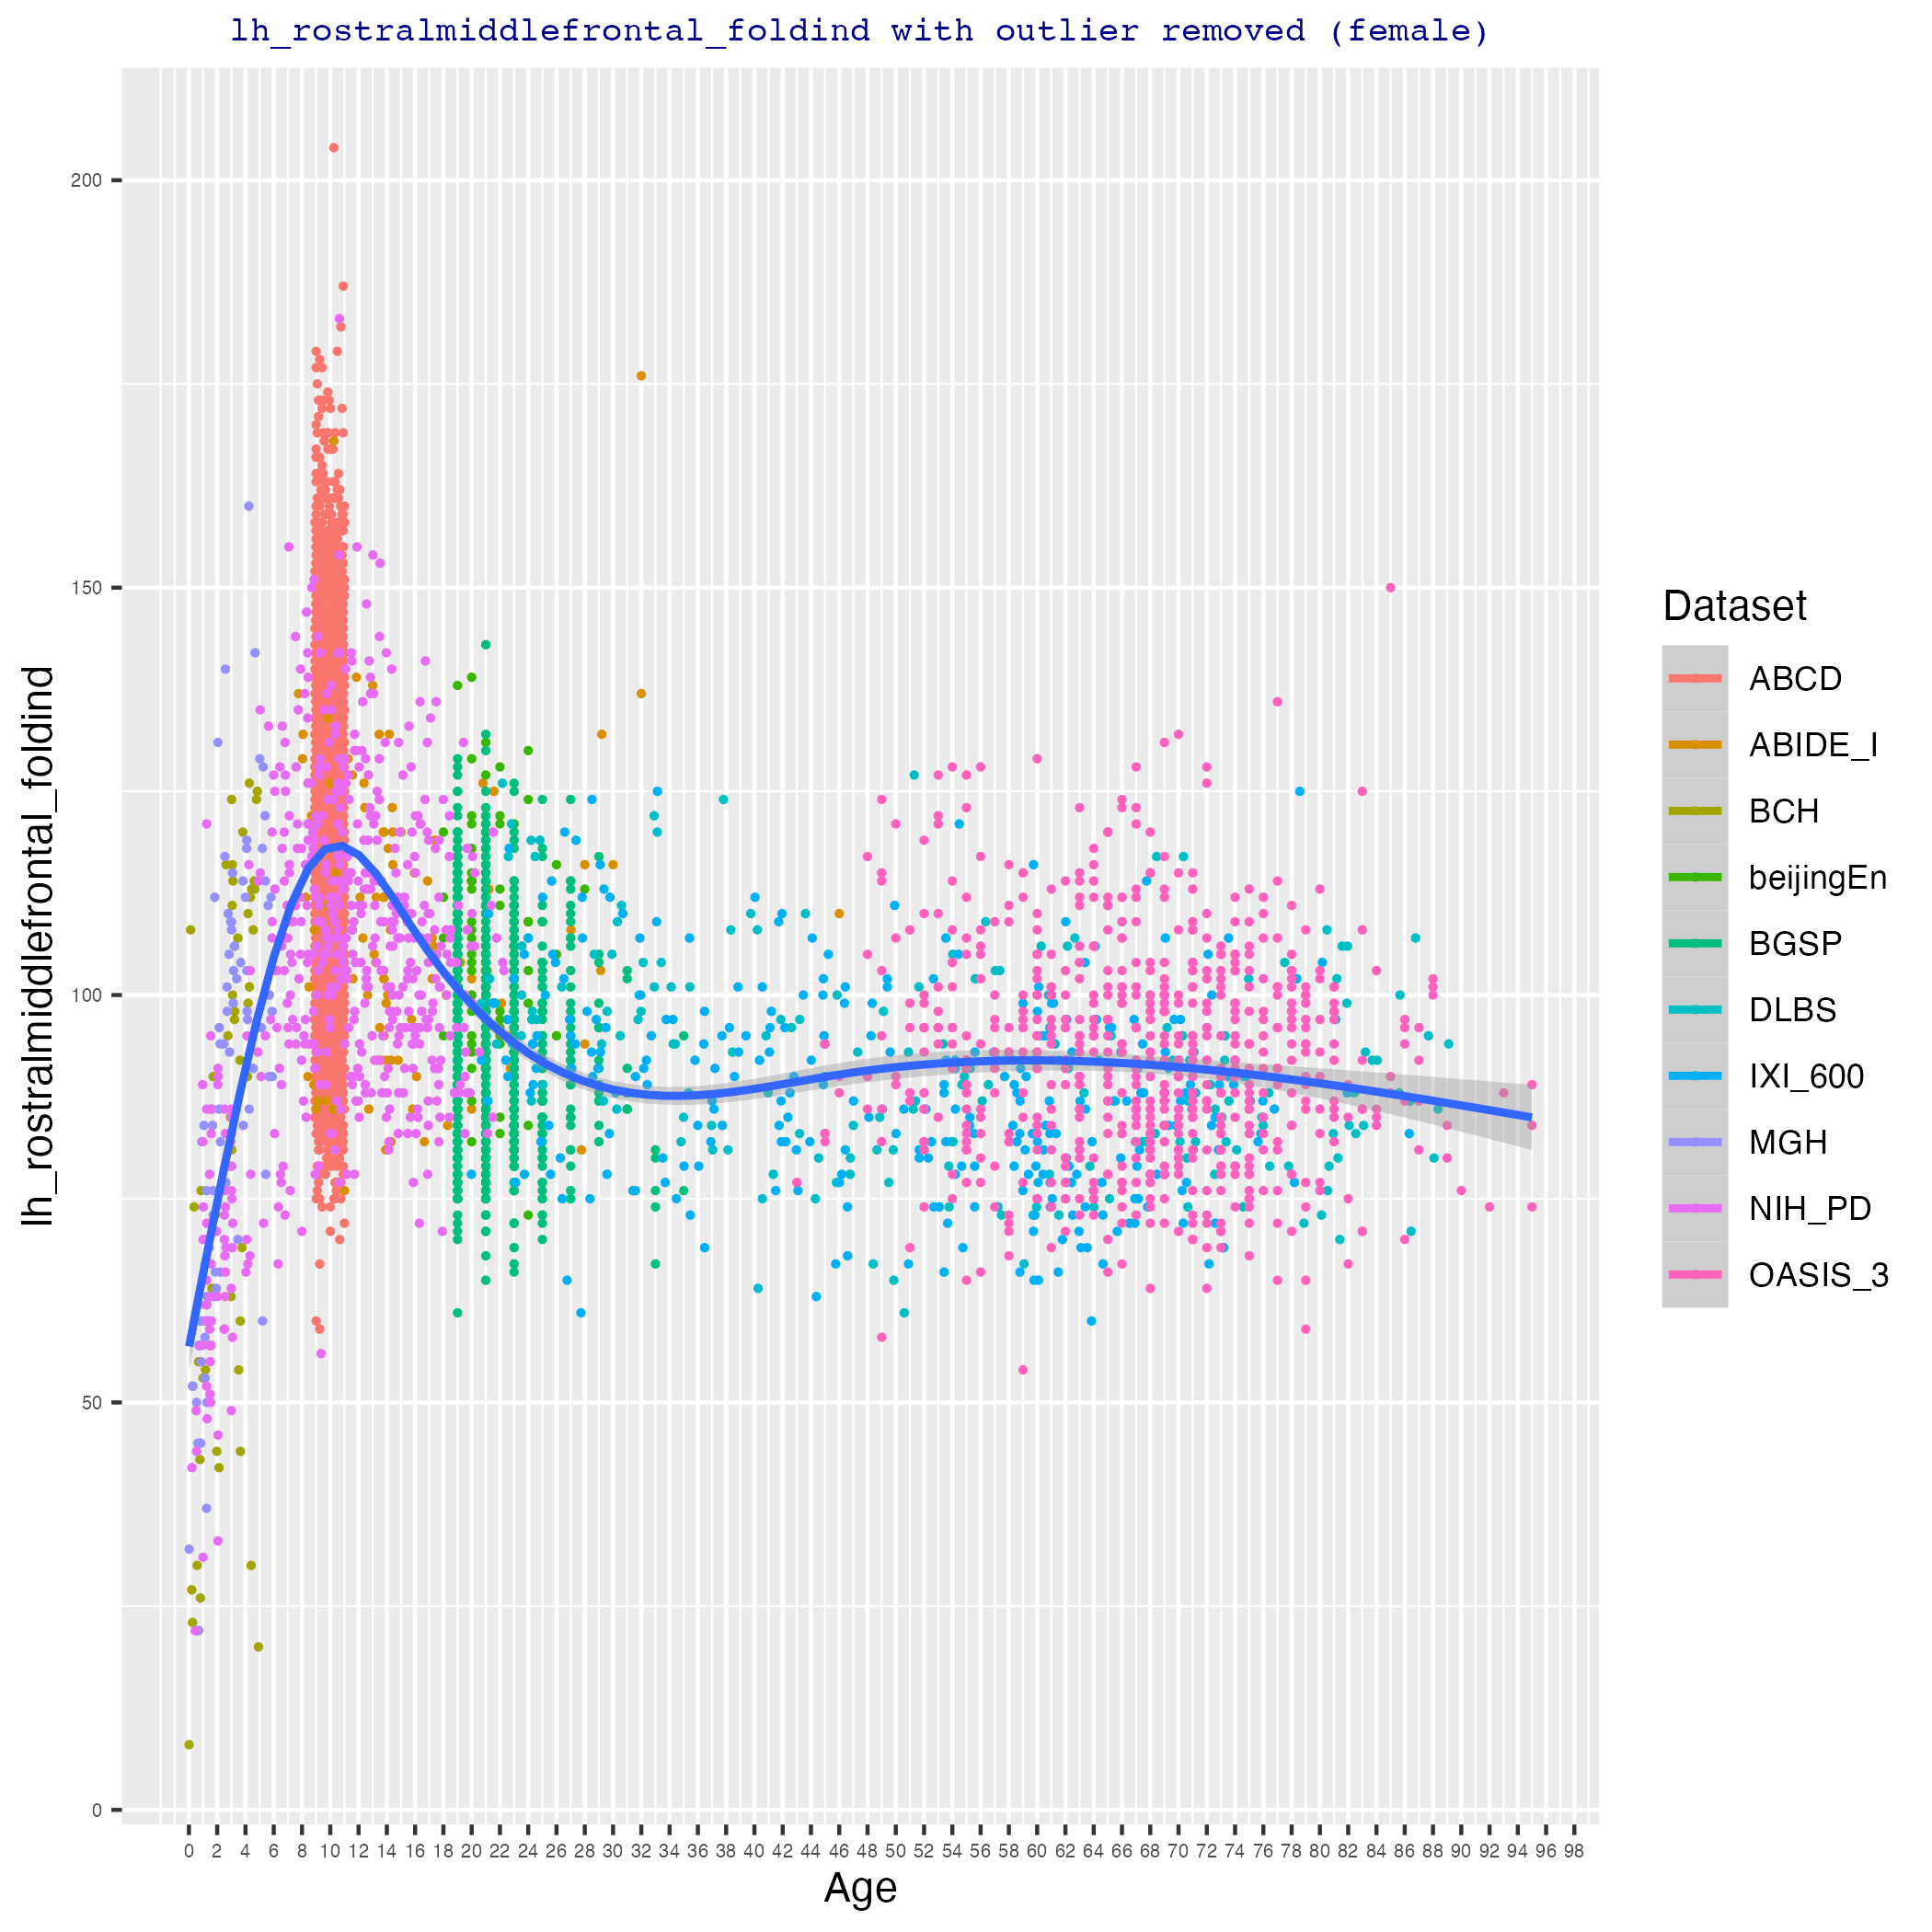 lh_rostralmiddlefrontal_foldind with outlier removed (female)
lh_rostralmiddlefrontal_foldind
200
150
100
50
0
0 2 4 6 8 10 12 14 16 18 20 22 24 26 28 30 32 34 36 38 40 42 44 46 48 50 52 54 56 58 60 62 64 66 68 70 72 74 76 78 80 82 84 86 88 90 92 94 96 98
Age
Dataset
ABCD
ABIDE_I
BCH
beijingEn
BGSP
DLBS
IXI_600
MGH
NIH_PD
OASIS_3